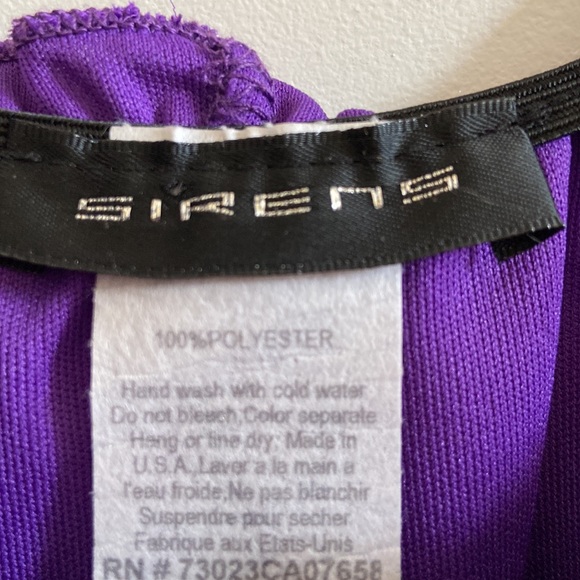 SIRENS
100%POLYESTER
Hand wash with cold water
Do not bleach,Color separate
Hang or line dry; Made in
U.S.A.,Laver a la main a
l'eau froide,Ne pas blanchir
Suspendre pour secher
Fabrique aux Etats-Unis
RN # 73023CA07658